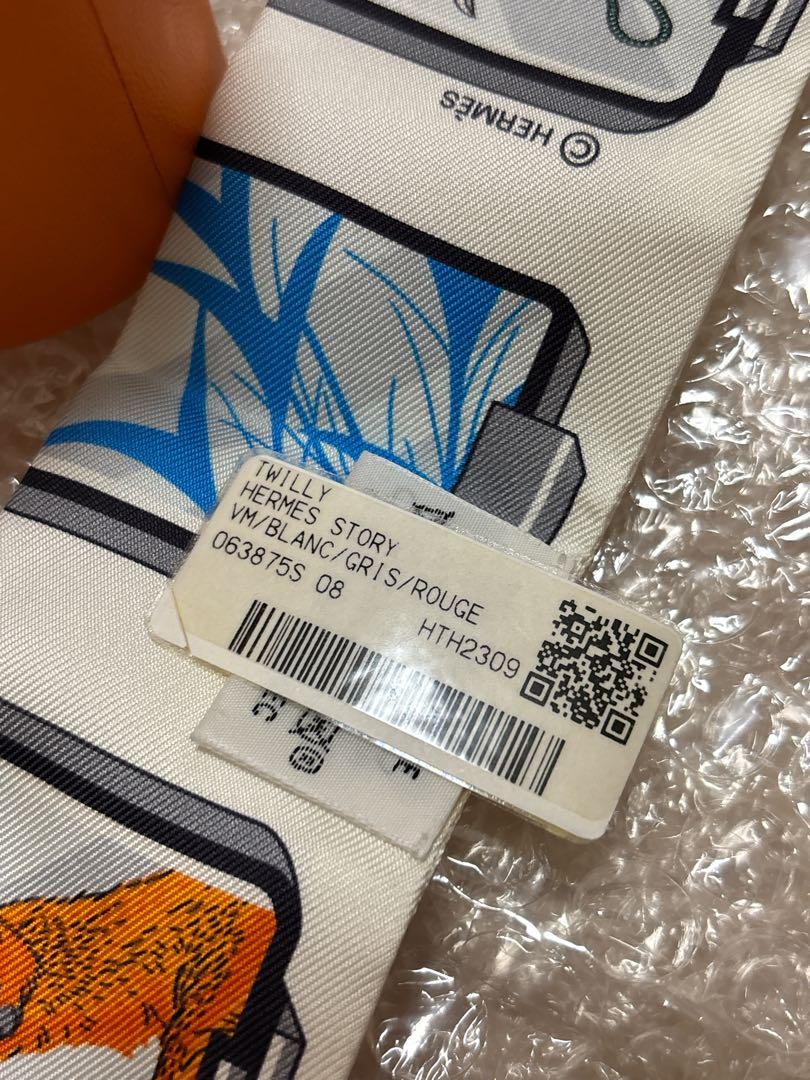 © HERMÈS
TWILLY
HERMES STORY
VM/BLANC/GRIS/ROUGE
063875S 08
HTH2309